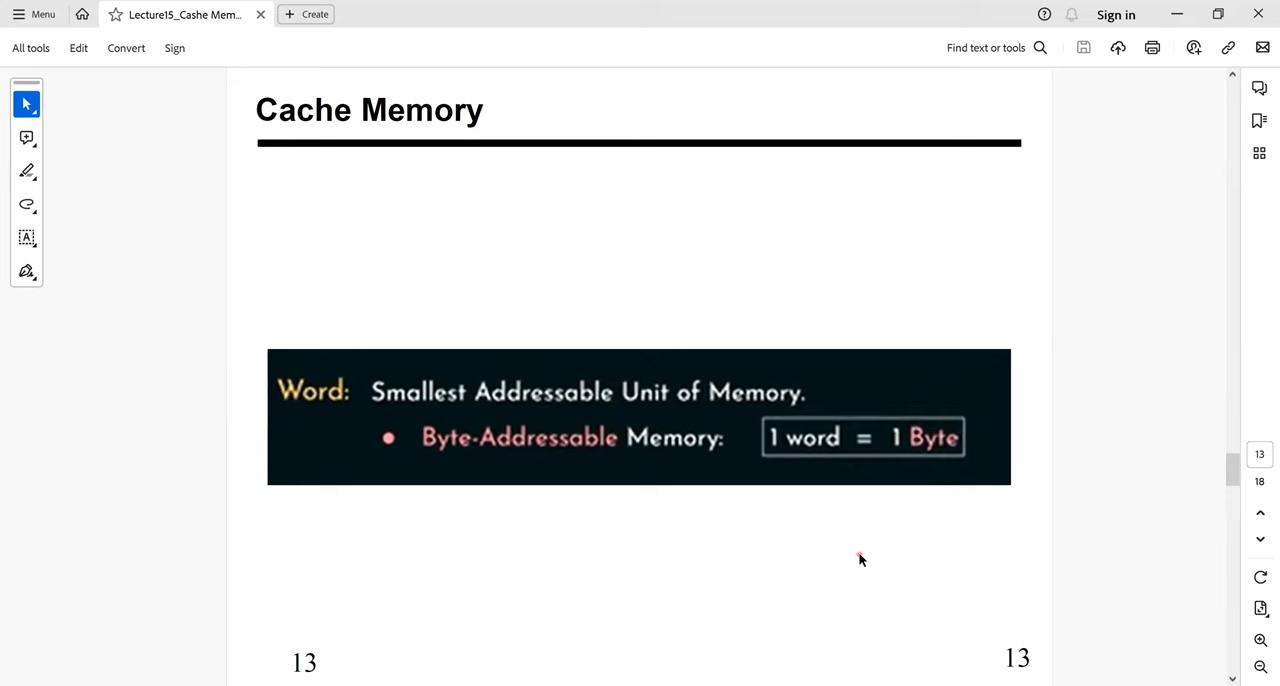 Menu
Lecture15_Cashe Mem...
Create
Sign in
All tools
Edit
Convert
Sign
Find text or tools
Cache Memory
Word: Smallest Addressable Unit of Memory.
• Byte-Addressable Memory: 1 word = 1 Byte
13
18
13
13